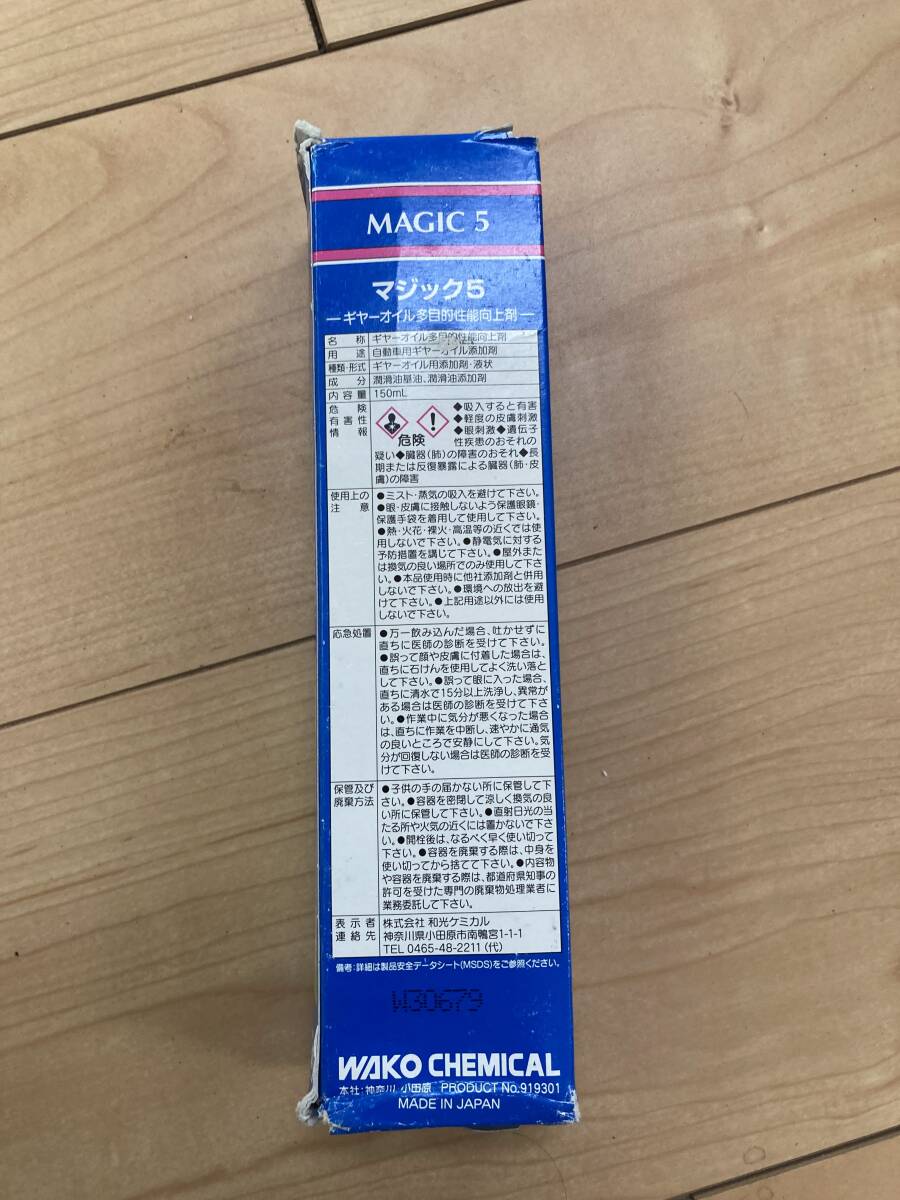 MAGIC 5
マジック5
—ギヤーオイル多目的性能向上剤—
名称 ギヤーオイル多目的性能向上剤
用途 自動車用ギヤーオイル添加剤
種類・形式 ギヤーオイル用添加剤・液状
成分 潤滑油基油、潤滑油添加剤
内容量 150mL
危険有害性情報
危険
◆吸入すると有害
◆軽度の皮膚刺激
◆眼刺激◆遺伝子
性疾患のおそれの
疑い◆臓器(肺)の障害のおそれ◆長
期または反復暴露による臓器(肺・皮
膚)の障害
使用上の注意
●ミスト・蒸気の吸入を避けて下さい。
●眼・皮膚に接触しないよう保護眼鏡・
保護手袋を着用して使用して下さい。
●熱・火花・裸火・高温等の近くでは使
用しないで下さい。●静電気に対する
予防措置を講じて下さい。●屋外また
は換気の良い場所でのみ使用して下さ
い。●本品使用時に他社添加剤と併用
しないで下さい。●環境への放出を避
けて下さい。●上記用途以外には使用
しないで下さい。
応急処置
●万一飲み込んだ場合、吐かせずに
直ちに医師の診断を受けて下さい。
●誤って顔や皮膚に付着した場合は、
直ちに石けんを使用してよく洗い落と
して下さい。●誤って眼に入った場合、
直ちに清水で15分以上洗浄し、異常が
ある場合は医師の診断を受けて下さ
い。●作業中に気分が悪くなった場合
は、直ちに作業を中断し、速やかに通気
の良いところで安静にして下さい。気
分が回復しない場合は医師の診断を受
けて下さい。
保管及び廃棄方法
●子供の手の届かない所に保管して下
さい。●容器を密閉して涼しく換気の良
い所に保管して下さい。●直射日光の当
たる所や火気の近くには置かないで下さ
い。●開栓後は、なるべく早く使い切って
下さい。●容器を廃棄する際は、中身を
使い切ってから捨てて下さい。●内容物
や容器を廃棄する際は、都道府県知事の
許可を受けた専門の廃棄物処理業者に
業務委託して下さい。
表示者 株式会社 和光ケミカル
連絡先 神奈川県小田原市南鴨宮1-1-1
TEL 0465-48-2211(代)
備考:詳細は製品安全データシート(MSDS)をご参照ください。
W30679
WAKO CHEMICAL
本社:神奈川 小田原 PRODUCT No.919301
MADE IN JAPAN